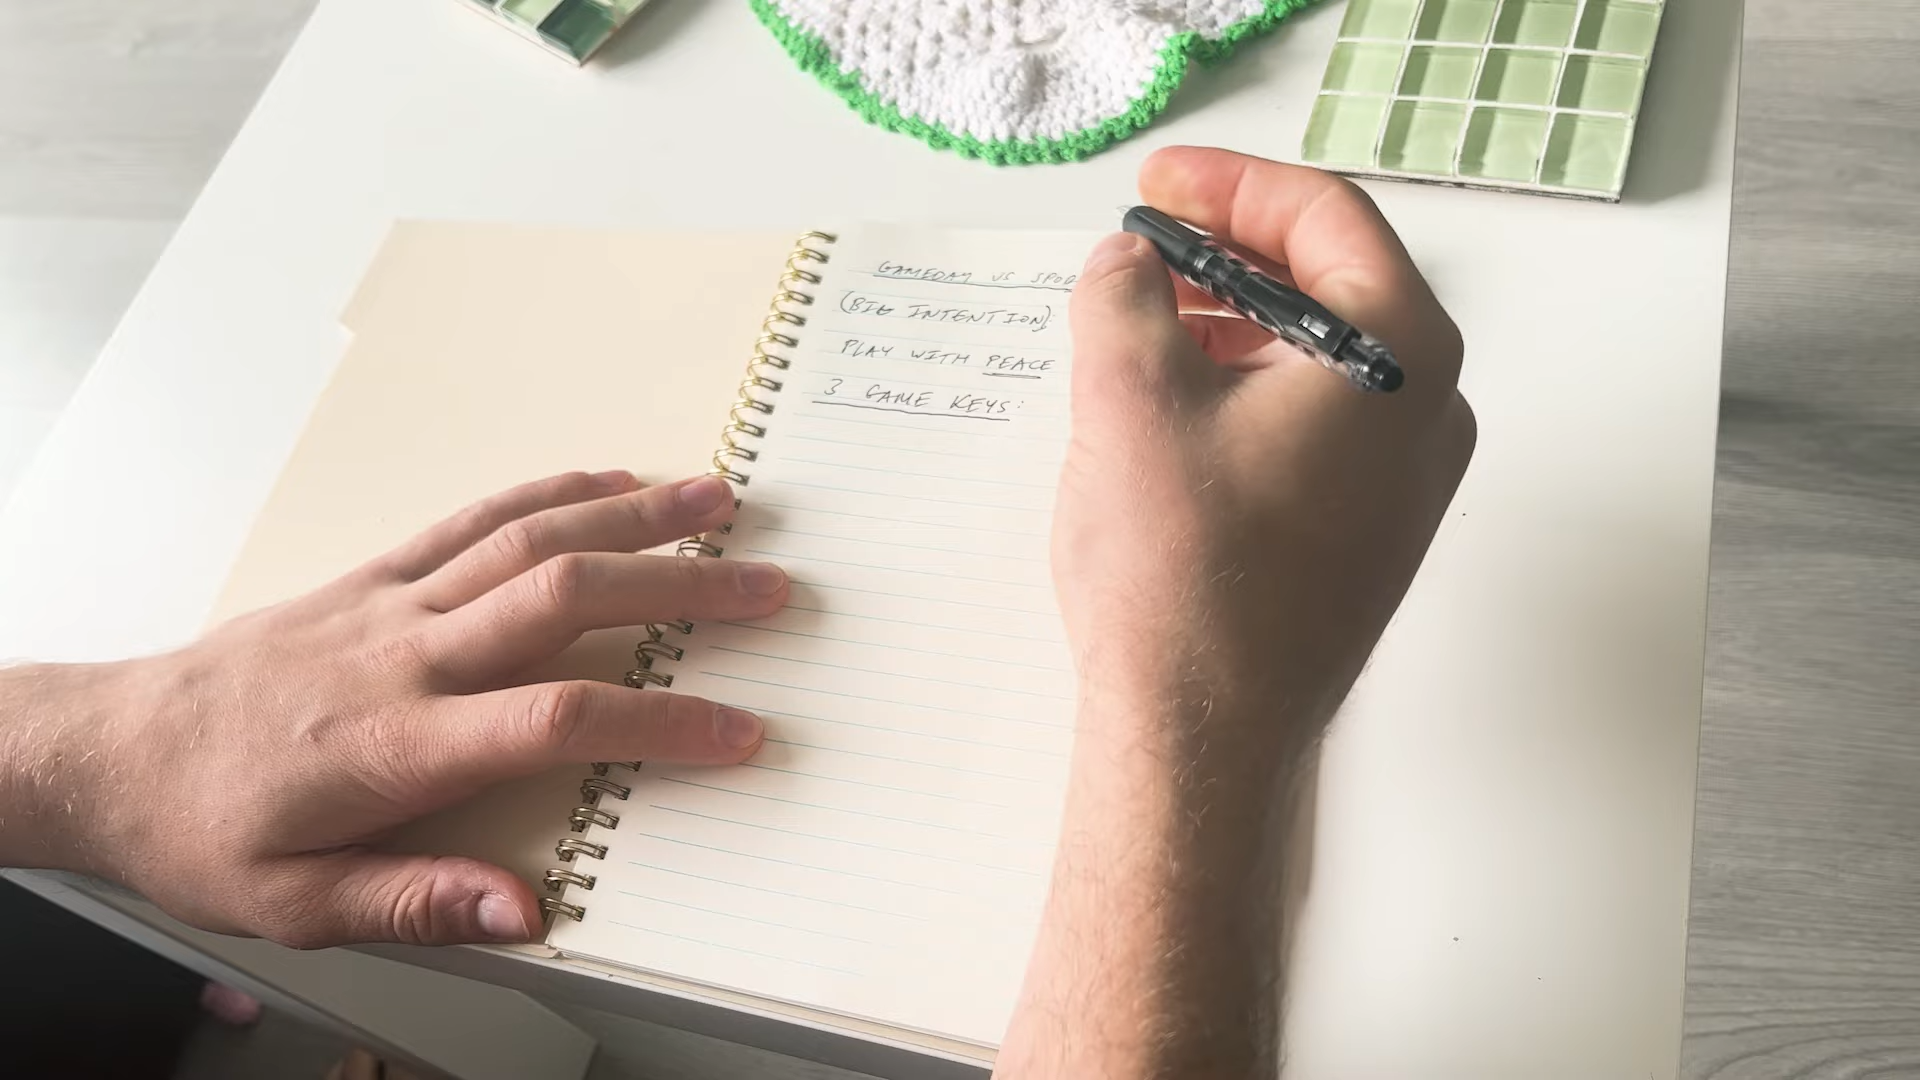 GAMEDAY VS
(BIG INTENTION):
PLAY WITH PEACE
3 GAME KEYS: